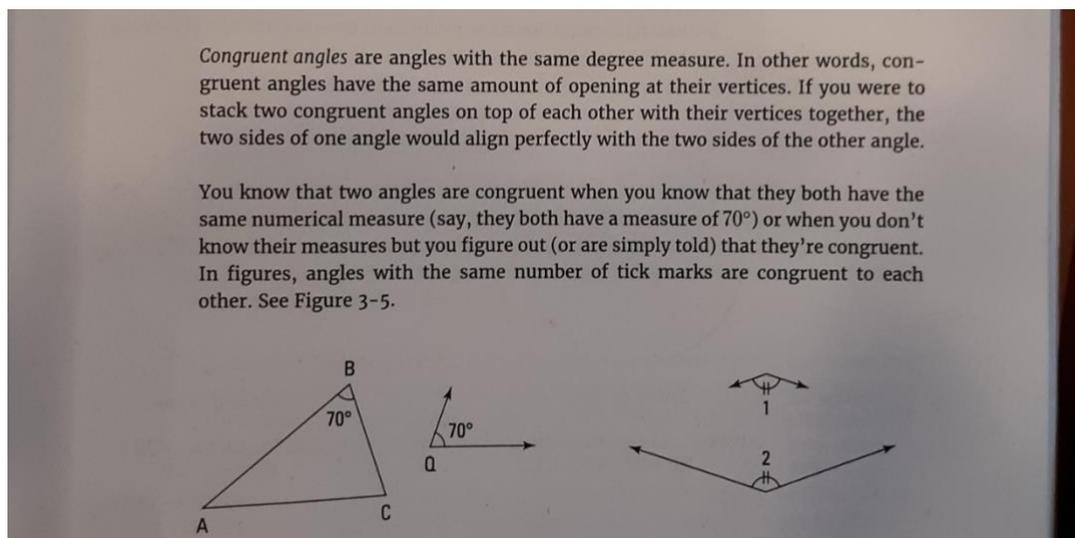 Congruent angles are angles with the same degree measure. In other words, con-
gruent angles have the same amount of opening at their vertices. If you were to
stack two congruent angles on top of each other with their vertices together, the
two sides of one angle would align perfectly with the two sides of the other angle.
You know that two angles are congruent when you know that they both have the
same numerical measure (say, they both have a measure of 70°) or when you don't
know their measures but you figure out (or are simply told) that they're congruent.
In figures, angles with the same number of tick marks are congruent to each
other. See Figure 3-5.
B
70°
A
C
70°
Q
1
2